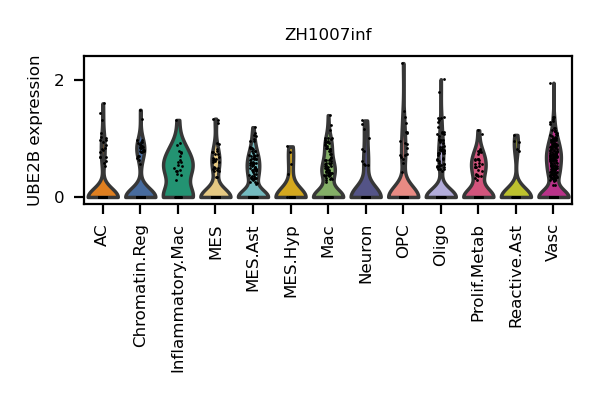 ZH1007inf
UBE2B expression
2
0
AC
Chromatin.Reg
Inflammatory.Mac
MES
MES.Ast
MES.Hyp
Mac
Neuron
OPC
Oligo
Prolif.Metab
Reactive.Ast
Vasc